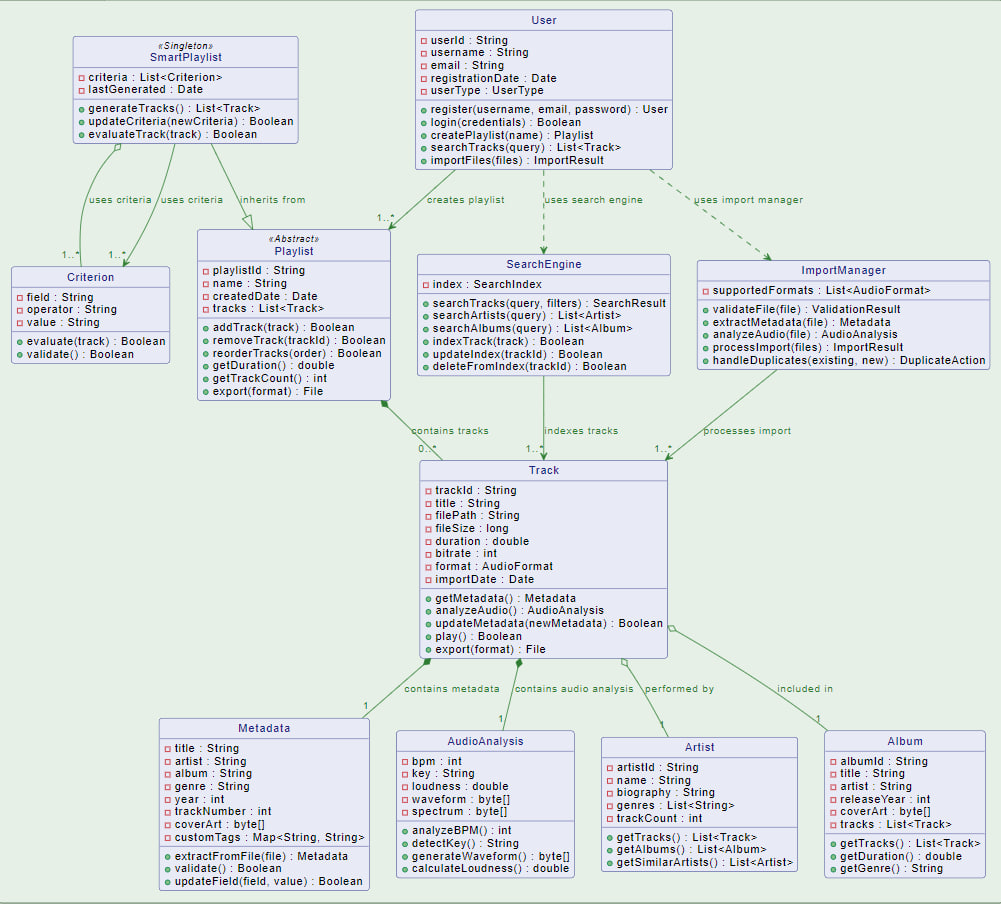 «Singleton»
SmartPlaylist
criteria : List<Criterion>
lastGenerated : Date
generateTracks() : List<Track>
updateCriteria(newCriteria) : Boolean
evaluateTrack(track) : Boolean
User
userId : String
username : String
email : String
registrationDate : Date
userType : UserType
register(username, email, password) : User
login(credentials) : Boolean
createPlaylist(name) : Playlist
searchTracks(query) : List<Track>
importFiles(files) : ImportResult
uses criteria
uses criteria
inherits from
creates playlist
uses search engine
uses import manager
1..*
1..*
1..*
Criterion
field : String
operator : String
value : String
evaluate(track) : Boolean
validate() : Boolean
«Abstract»
Playlist
playlistId : String
name : String
createdDate : Date
tracks : List<Track>
addTrack(track) : Boolean
removeTrack(trackId) : Boolean
reorderTracks(order) : Boolean
getDuration() : double
getTrackCount() : int
export(format) : File
SearchEngine
index : SearchIndex
searchTracks(query, filters) : SearchResult
searchArtists(query) : List<Artist>
searchAlbums(query) : List<Album>
indexTrack(track) : Boolean
updateIndex(trackId) : Boolean
deleteFromIndex(trackId) : Boolean
ImportManager
supportedFormats : List<AudioFormat>
validateFile(file) : ValidationResult
extractMetadata(file) : Metadata
analyzeAudio(file) : AudioAnalysis
processImport(files) : ImportResult
handleDuplicates(existing, new) : DuplicateAction
contains tracks
indexes tracks
processes import
0..*
1..*
1..*
Track
trackId : String
title : String
filePath : String
fileSize : long
duration : double
bitrate : int
format : AudioFormat
importDate : Date
getMetadata() : Metadata
analyzeAudio() : AudioAnalysis
updateMetadata(newMetadata) : Boolean
play() : Boolean
export(format) : File
contains metadata
contains audio analysis
performed by
included in
1
1
1
1
Metadata
title : String
artist : String
album : String
genre : String
year : int
trackNumber : int
coverArt : byte[]
customTags : Map<String, String>
extractFromFile(file) : Metadata
validate() : Boolean
updateField(field, value) : Boolean
AudioAnalysis
bpm : int
key : String
loudness : double
waveform : byte[]
spectrum : byte[]
analyzeBPM() : int
detectKey() : String
generateWaveform() : byte[]
calculateLoudness() : double
Artist
artistId : String
name : String
biography : String
genres : List<String>
trackCount : int
getTracks() : List<Track>
getAlbums() : List<Album>
getSimilarArtists() : List<Artist>
Album
albumId : String
title : String
artist : String
releaseYear : int
coverArt : byte[]
tracks : List<Track>
getTracks() : List<Track>
getDuration() : double
getGenre() : String